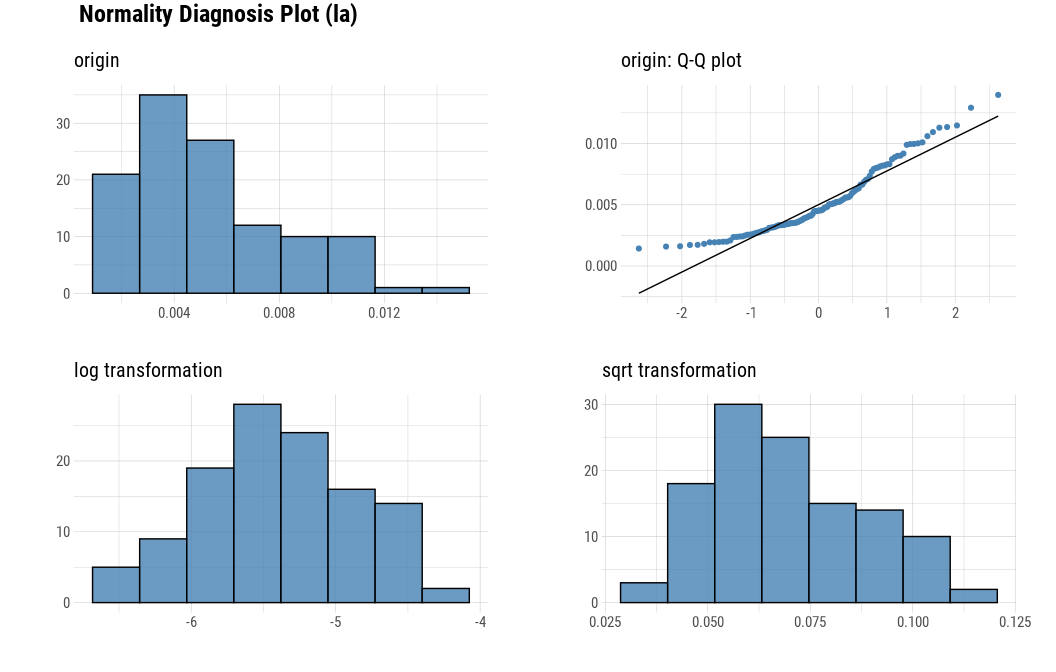 Normality Diagnosis Plot (la)
origin
30
20
10
0
0.004 0.008 0.012
origin: Q-Q plot
0.010
0.005
0.000
-2 -1 0 1 2
log transformation
20
10
0
-6 -5 -4
sqrt transformation
30
20
10
0
0.025 0.050 0.075 0.100 0.125